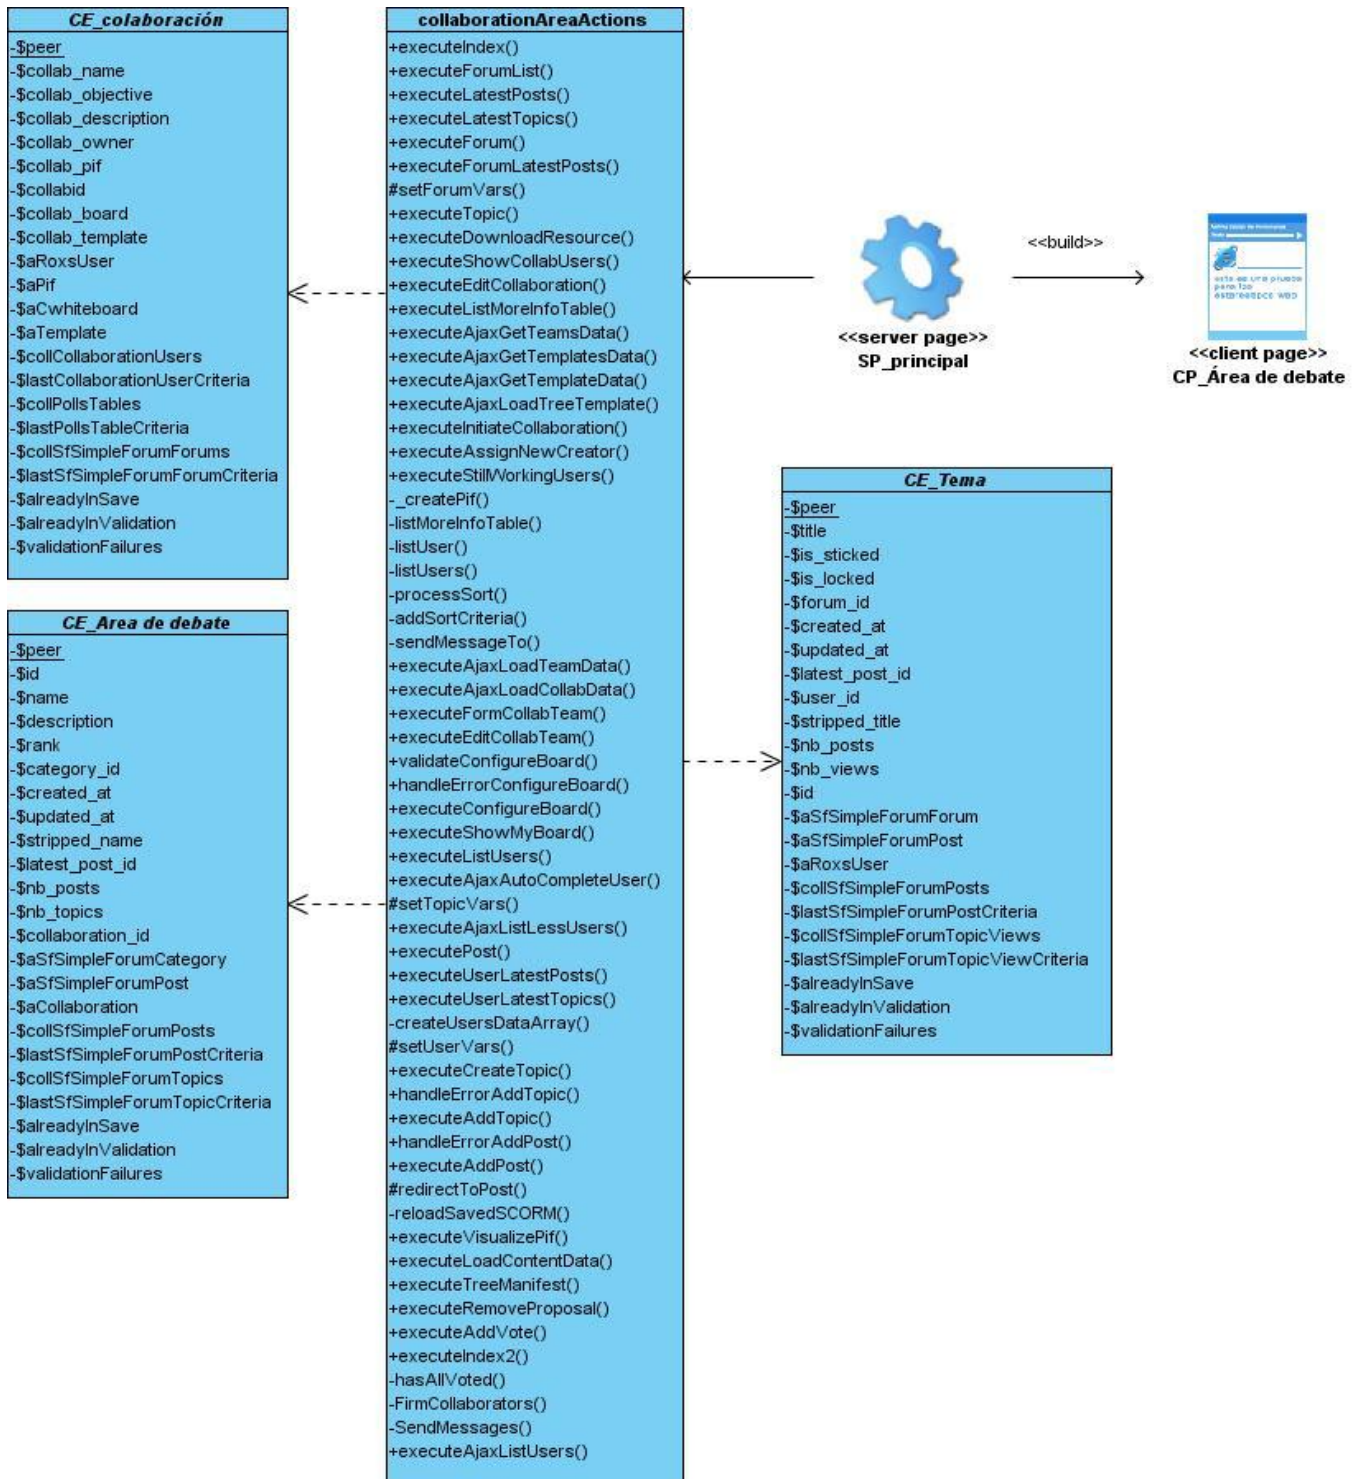 CE_colaboración
-$peer
-$collab_name
-$collab_objective
-$collab_description
-$collab_owner
-$collab_pif
-$collabid
-$collab_board
-$collab_template
-$aRoxsUser
-$aPif
-$aCwhiteboard
-$aTemplate
-$collCollaborationUsers
-$lastCollaborationUserCriteria
-$collPollsTables
-$lastPollsTableCriteria
-$collSfSimpleForumForums
-$lastSfSimpleForumForumCriteria
-$alreadyInSave
-$alreadyInValidation
-$validationFailures
CE_Area de debate
-$peer
-$id
-$name
-$description
-$rank
-$category_id
-$created_at
-$updated_at
-$stripped_name
-$latest_post_id
-$nb_posts
-$nb_topics
-$collaboration_id
-$aSfSimpleForumCategory
-$aSfSimpleForumPost
-$aCollaboration
-$collSfSimpleForumPosts
-$lastSfSimpleForumPostCriteria
-$collSfSimpleForumTopics
-$lastSfSimpleForumTopicCriteria
-$alreadyInSave
-$alreadyInValidation
-$validationFailures
collaborationAreaActions
+executeIndex()
+executeForumList()
+executeLatestPosts()
+executeLatestTopics()
+executeForum()
+executeForumLatestPosts()
#setForumVars()
+executeTopic()
+executeDownloadResource()
+executeShowCollabUsers()
+executeEditCollaboration()
+executeListMoreInfoTable()
+executeAjaxGetTeamsData()
+executeAjaxGetTemplatesData()
+executeAjaxGetTemplateData()
+executeAjaxLoadTreeTemplate()
+executeInitiateCollaboration()
+executeAssignNewCreator()
+executeStillWorkingUsers()
-_createPif()
-listMoreInfoTable()
-listUser()
-listUsers()
-processSort()
-addSortCriteria()
-sendMessageTo()
+executeAjaxLoadTeamData()
+executeAjaxLoadCollabData()
+executeFormCollabTeam()
+executeEditCollabTeam()
+validateConfigureBoard()
+handleErrorConfigureBoard()
+executeConfigureBoard()
+executeShowMyBoard()
+executeListUsers()
+executeAjaxAutoCompleteUser()
#setTopicVars()
+executeAjaxListLessUsers()
+executePost()
+executeUserLatestPosts()
+executeUserLatestTopics()
-createUsersDataArray()
#setUserVars()
+executeCreateTopic()
+handleErrorAddTopic()
+executeAddTopic()
+handleErrorAddPost()
+executeAddPost()
#redirectToPost()
-reloadSavedSCORM()
+executeVisualizePif()
+executeLoadContentData()
+executeTreeManifest()
+executeRemoveProposal()
+executeAddVote()
+executeIndex2()
-hasAllVoted()
-FirmCollaborators()
-SendMessages()
+executeAjaxListUsers()
<<server page>>
SP_principal
<<build>>
<<client page>>
CP_Área de debate
CE_Tema
-$peer
-$title
-$is_sticked
-$is_locked
-$forum_id
-$created_at
-$updated_at
-$latest_post_id
-$user_id
-$stripped_title
-$nb_posts
-$nb_views
-$id
-$aSfSimpleForumForum
-$aSfSimpleForumPost
-$aRoxsUser
-$collSfSimpleForumPosts
-$lastSfSimpleForumPostCriteria
-$collSfSimpleForumTopicViews
-$lastSfSimpleForumTopicViewCriteria
-$alreadyInSave
-$alreadyInValidation
-$validationFailures